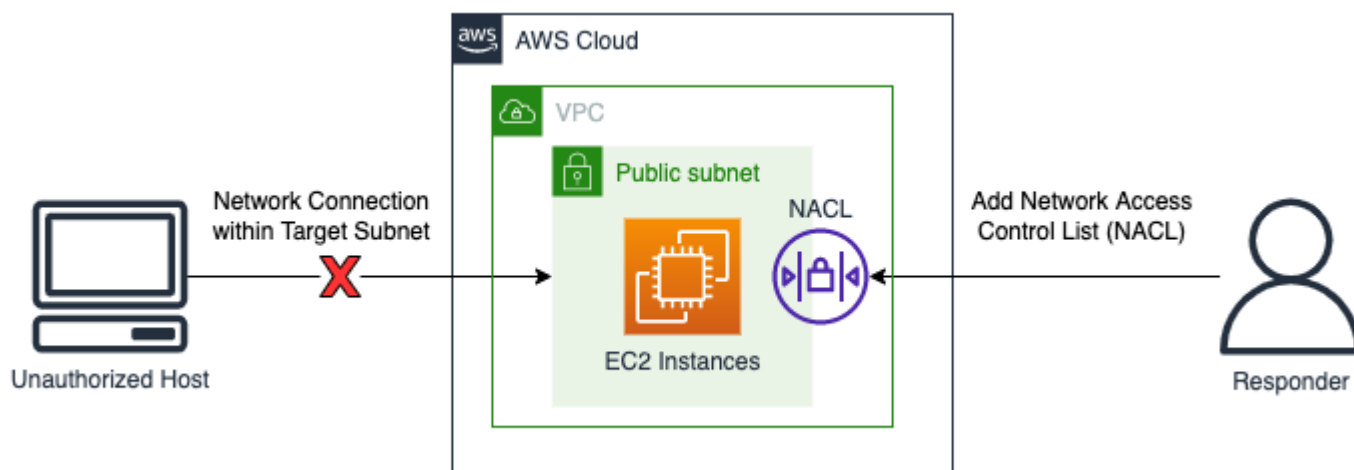 aws
AWS Cloud
VPC
Public subnet
Network Connection
within Target Subnet
NACL
Add Network Access
Control List (NACL)
EC2 Instances
Unauthorized Host
Responder